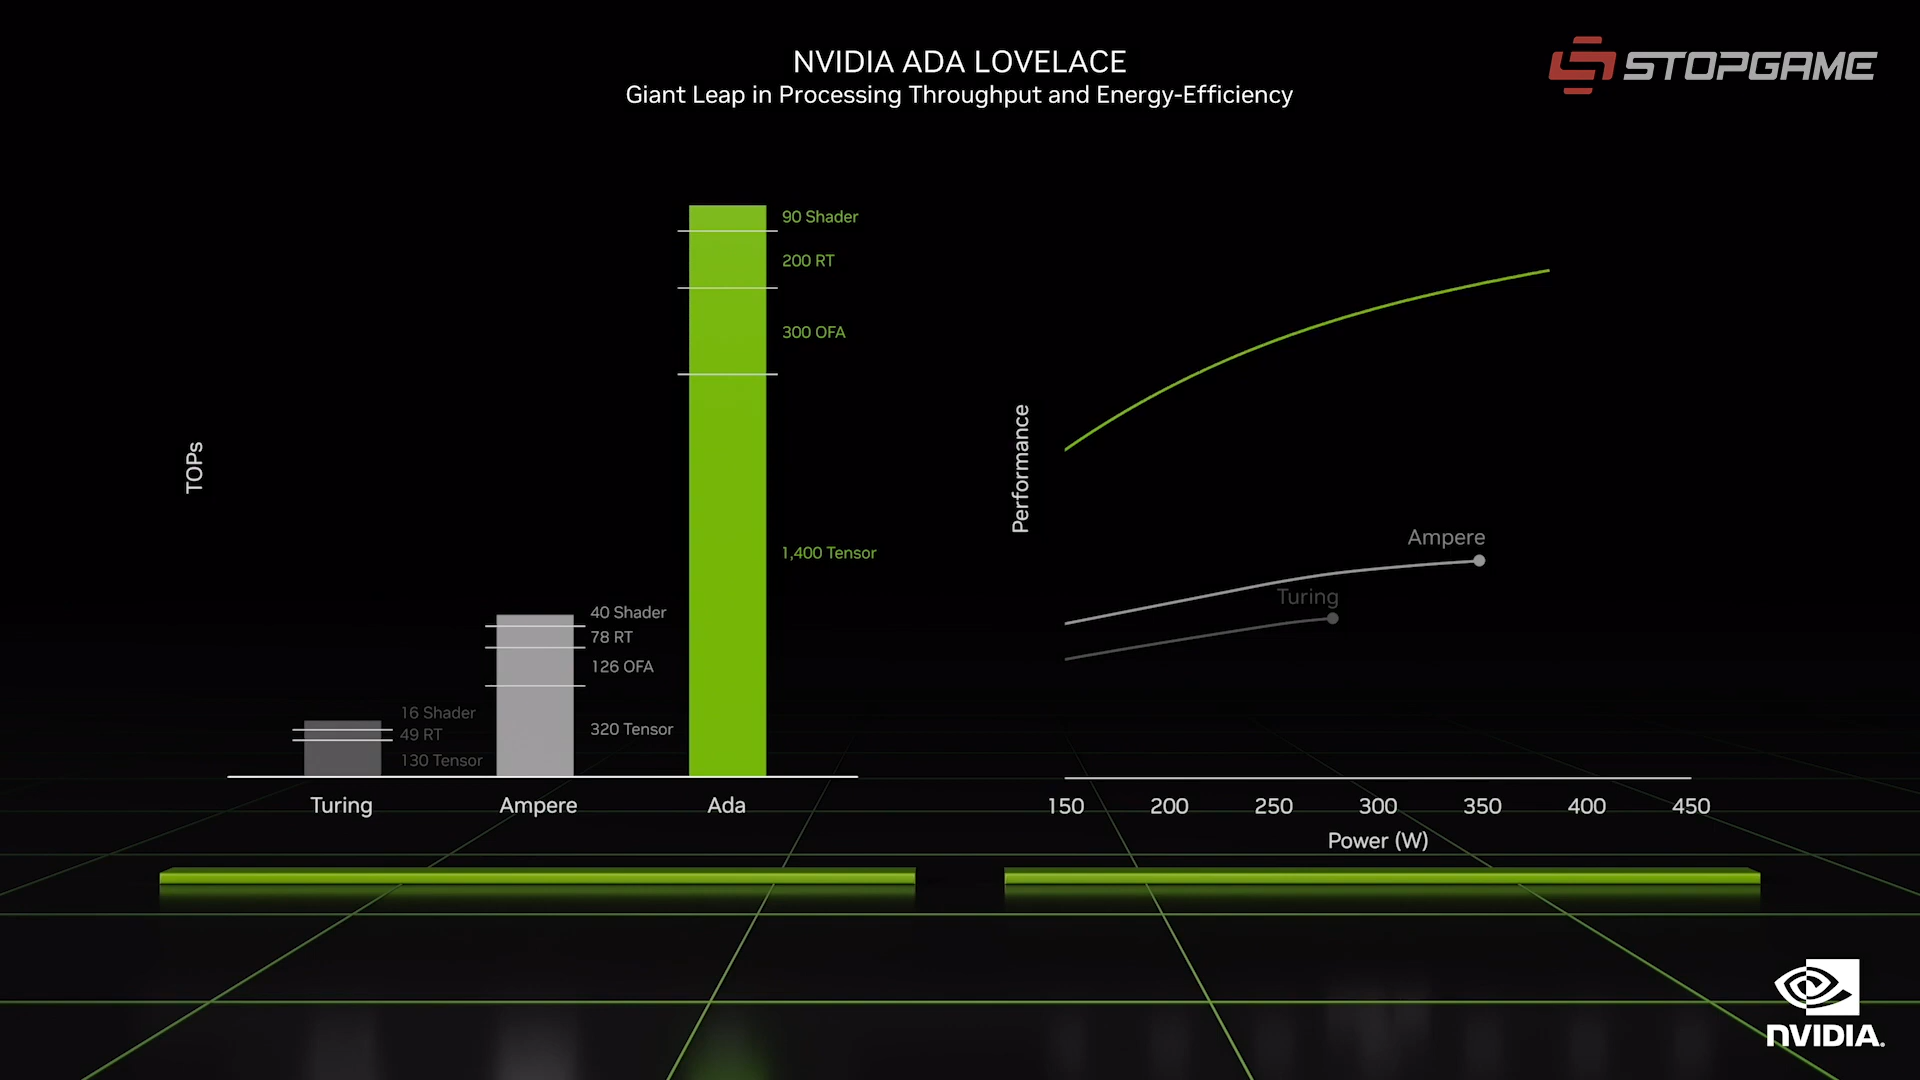 NVIDIA ADA LOVELACE
Giant Leap in Processing Throughput and Energy-Efficiency
STOPGAME
TOPs
90 Shader
200 RT
300 OFA
1,400 Tensor
40 Shader
78 RT
126 OFA
320 Tensor
16 Shader
49 RT
130 Tensor
Turing Ampere Ada
Performance
Ampere
Turing
150 200 250 300 350 400 450
Power (W)
NVIDIA.